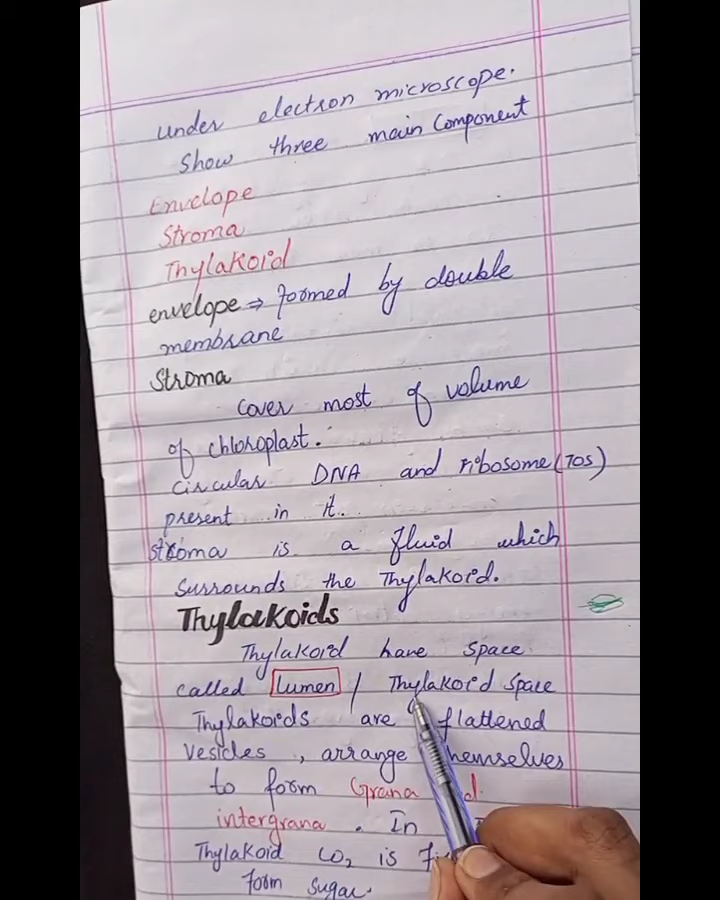 under electron microscope.
Show three main Component
Envelope
Stroma
Thylakoid
envelope ⇒ formed by double
membrane
Stroma
Cover most of volume
of chloroplast.
circular DNA and ribosome (70s)
present in it.
stroma is a fluid which
surrounds the Thylakoid.
Thylakoids
Thylakoid have space
called lumen / Thylakoid space
Thylakoids are flattened
vesicles, arrange themselves
to form Grana
intergrana. In
Thylakoid CO₂ is
form sugar.